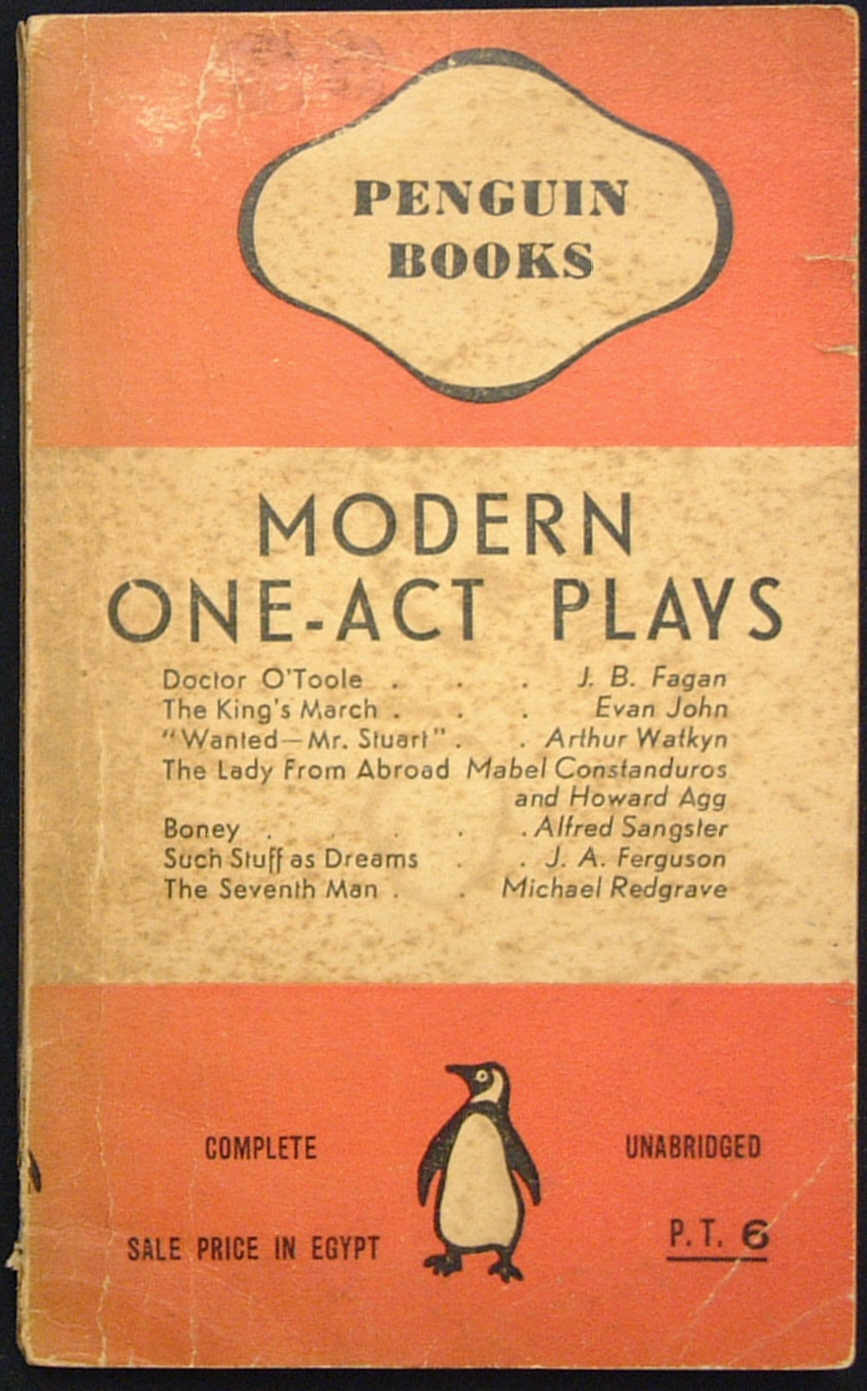 PENGUIN
BOOKS
MODERN
ONE-ACT PLAYS
Doctor O'Toole . . . J. B. Fagan
The King's March . . . Evan John
"Wanted—Mr. Stuart" . . Arthur Watkyn
The Lady From Abroad Mabel Constanduros
and Howard Agg
Boney . . . . . Alfred Sangster
Such Stuff as Dreams . . J. A. Ferguson
The Seventh Man . . Michael Redgrave
COMPLETE UNABRIDGED
SALE PRICE IN EGYPT P.T. 6